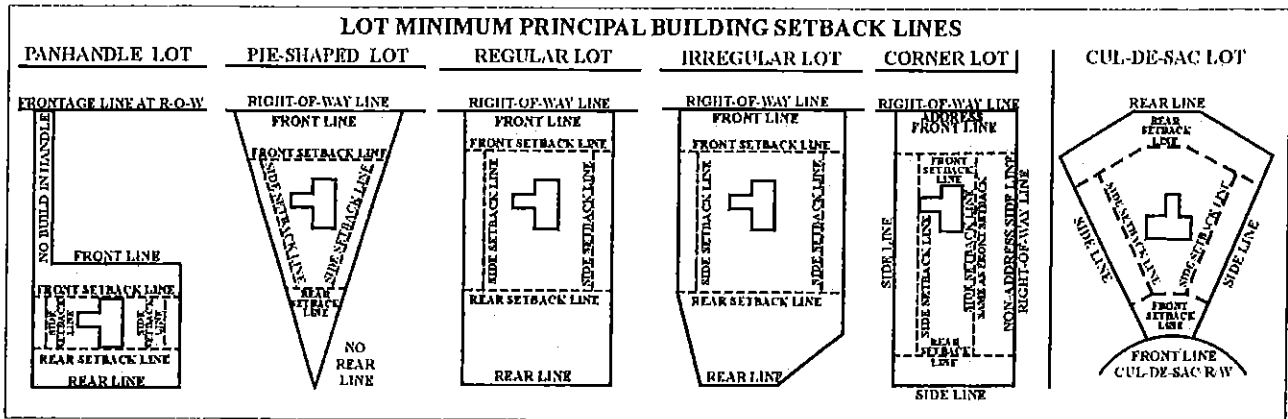 LOT MINIMUM PRINCIPAL BUILDING SETBACK LINES
PANHANDLE LOT
FRONTAGE LINE AT R-O-W
NO BUILD IN HANDLE
FRONT LINE
FRONT SETBACK LINE
SIDE SETBACK LINE
SIDE SETBACK LINE
REAR SETBACK LINE
REAR LINE
PIE-SHAPED LOT
RIGHT-OF-WAY LINE
FRONT LINE
FRONT SETBACK LINE
SIDE SETBACK LINE
SIDE SETBACK LINE
REAR
SETBACK
LINE
NO
REAR
LINE
REGULAR LOT
RIGHT-OF-WAY LINE
FRONT LINE
FRONT SETBACK LINE
SIDE SETBACK LINE
SIDE SETBACK LINE
REAR SETBACK LINE
REAR LINE
IRREGULAR LOT
RIGHT-OF-WAY LINE
FRONT LINE
FRONT SETBACK LINE
SIDE SETBACK LINE
SIDE SETBACK LINE
REAR SETBACK LINE
REAR LINE
CORNER LOT
RIGHT-OF-WAY LINE
ADDRESS
FRONT LINE
FRONT
SETBACK
LINE
SIDE LINE
SIDE SETBACK LINE
SIDE SETBACK LINE
SAME AS FRONT SETBACK
NON-ADDRESS SIDE LINE
RIGHT-OF-WAY LINE
REAR
SETBACK
LINE
SIDE LINE
CUL-DE-SAC LOT
REAR LINE
REAR
SETBACK
LINE
SIDE SETBACK LINE
SIDE SETBACK LINE
SIDE LINE
SIDE LINE
FRONT
SETBACK
LINE
FRONT LINE
CUL-DE-SAC R/W